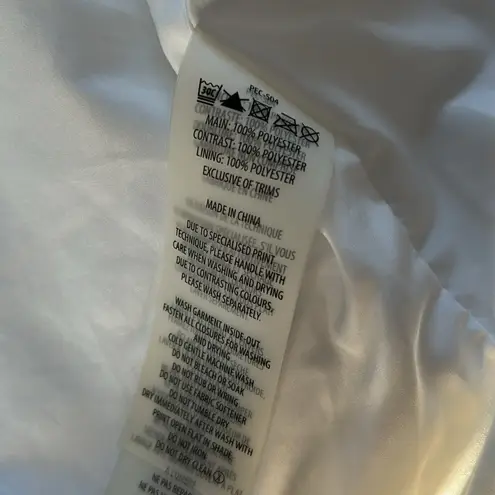 PEC-504
30C
MAIN: 100% POLYESTER
CONTRAST: 100% POLYESTER
LINING: 100% POLYESTER
EXCLUSIVE OF TRIMS
MADE IN CHINA
DUE TO SPECIALISED PRINT
TECHNIQUE, PLEASE HANDLE WITH
CARE WHEN WASHING AND DRYING
DUE TO CONTRASTING COLOURS,
PLEASE WASH SEPARATELY.
WASH GARMENT INSIDE-OUT
FASTEN ALL CLOSURES FOR WASHING
AND DRYING
COLD GENTLE MACHINE WASH
DO NOT BLEACH OR SOAK
DO NOT RUB OR WRING
DO NOT USE FABRIC SOFTENER
DO NOT TUMBLE DRY
DRY IMMEDIATELY AFTER WASH WITH
PRINT OPEN FLAT IN SHADE
DO NOT IRON
DO NOT DRY CLEAN
NE PAS